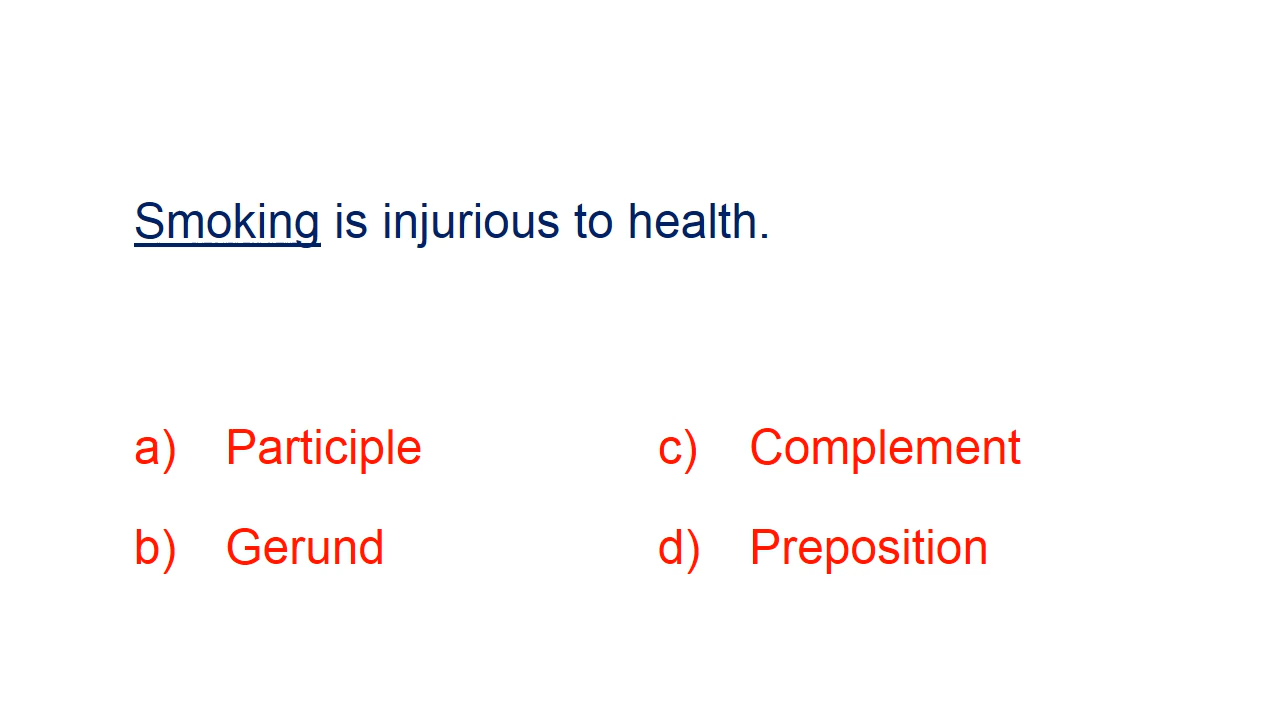 Smoking is injurious to health.
a) Participle c) Complement
b) Gerund d) Preposition